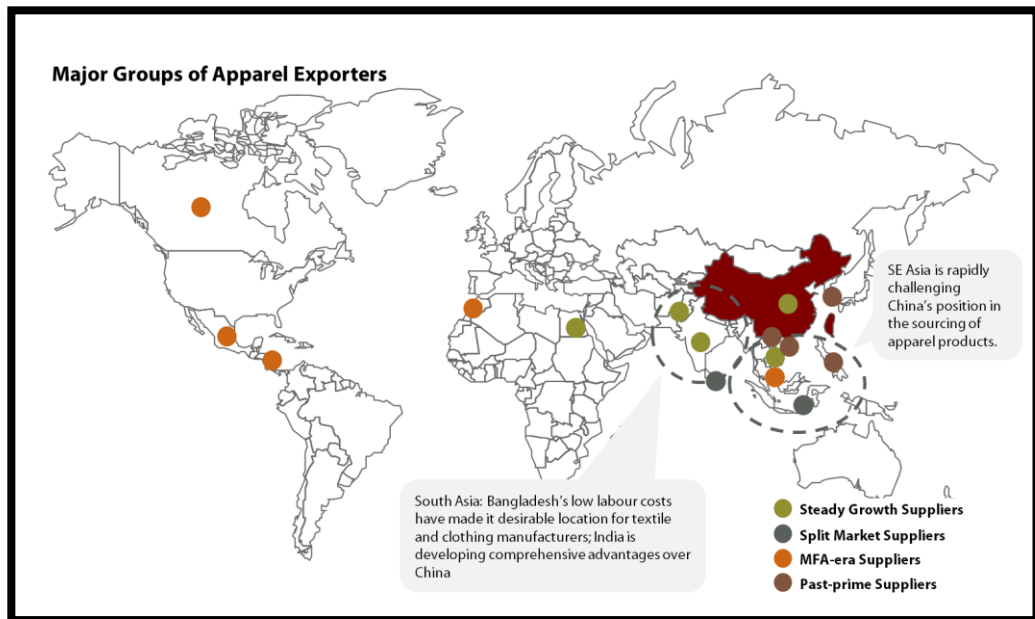 Major Groups of Apparel Exporters
SE Asia is rapidly
challenging
China's position in
the sourcing of
apparel products.
South Asia: Bangladesh's low labour costs
have made it desirable location for textile
and clothing manufacturers; India is
developing comprehensive advantages over
China
Steady Growth Suppliers
Split Market Suppliers
MFA-era Suppliers
Past-prime Suppliers